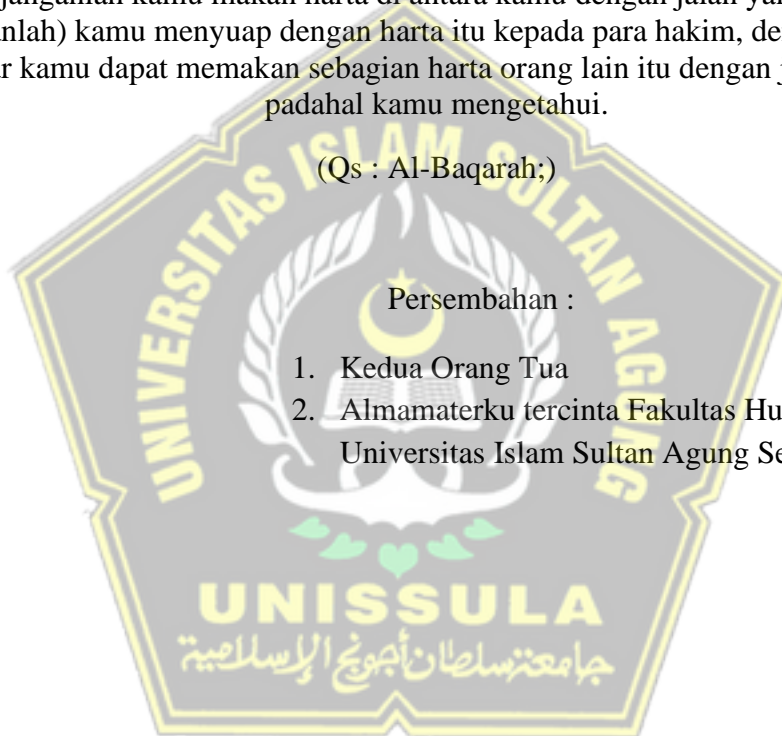 janganlah kamu makan harta di antara kamu dengan jalan ya
anlah) kamu menyuap dengan harta itu kepada para hakim, de
ar kamu dapat memakan sebagian harta orang lain itu dengan j
padahal kamu mengetahui.
(Qs : Al-Baqarah;)
Persembahan :
1. Kedua Orang Tua
2. Almamaterku tercinta Fakultas Hu
Universitas Islam Sultan Agung Se
UNIVERSITAS ISLAM SULTAN AGUNG
UNISSULA
جامعة سلطان أجونج الإسلامية